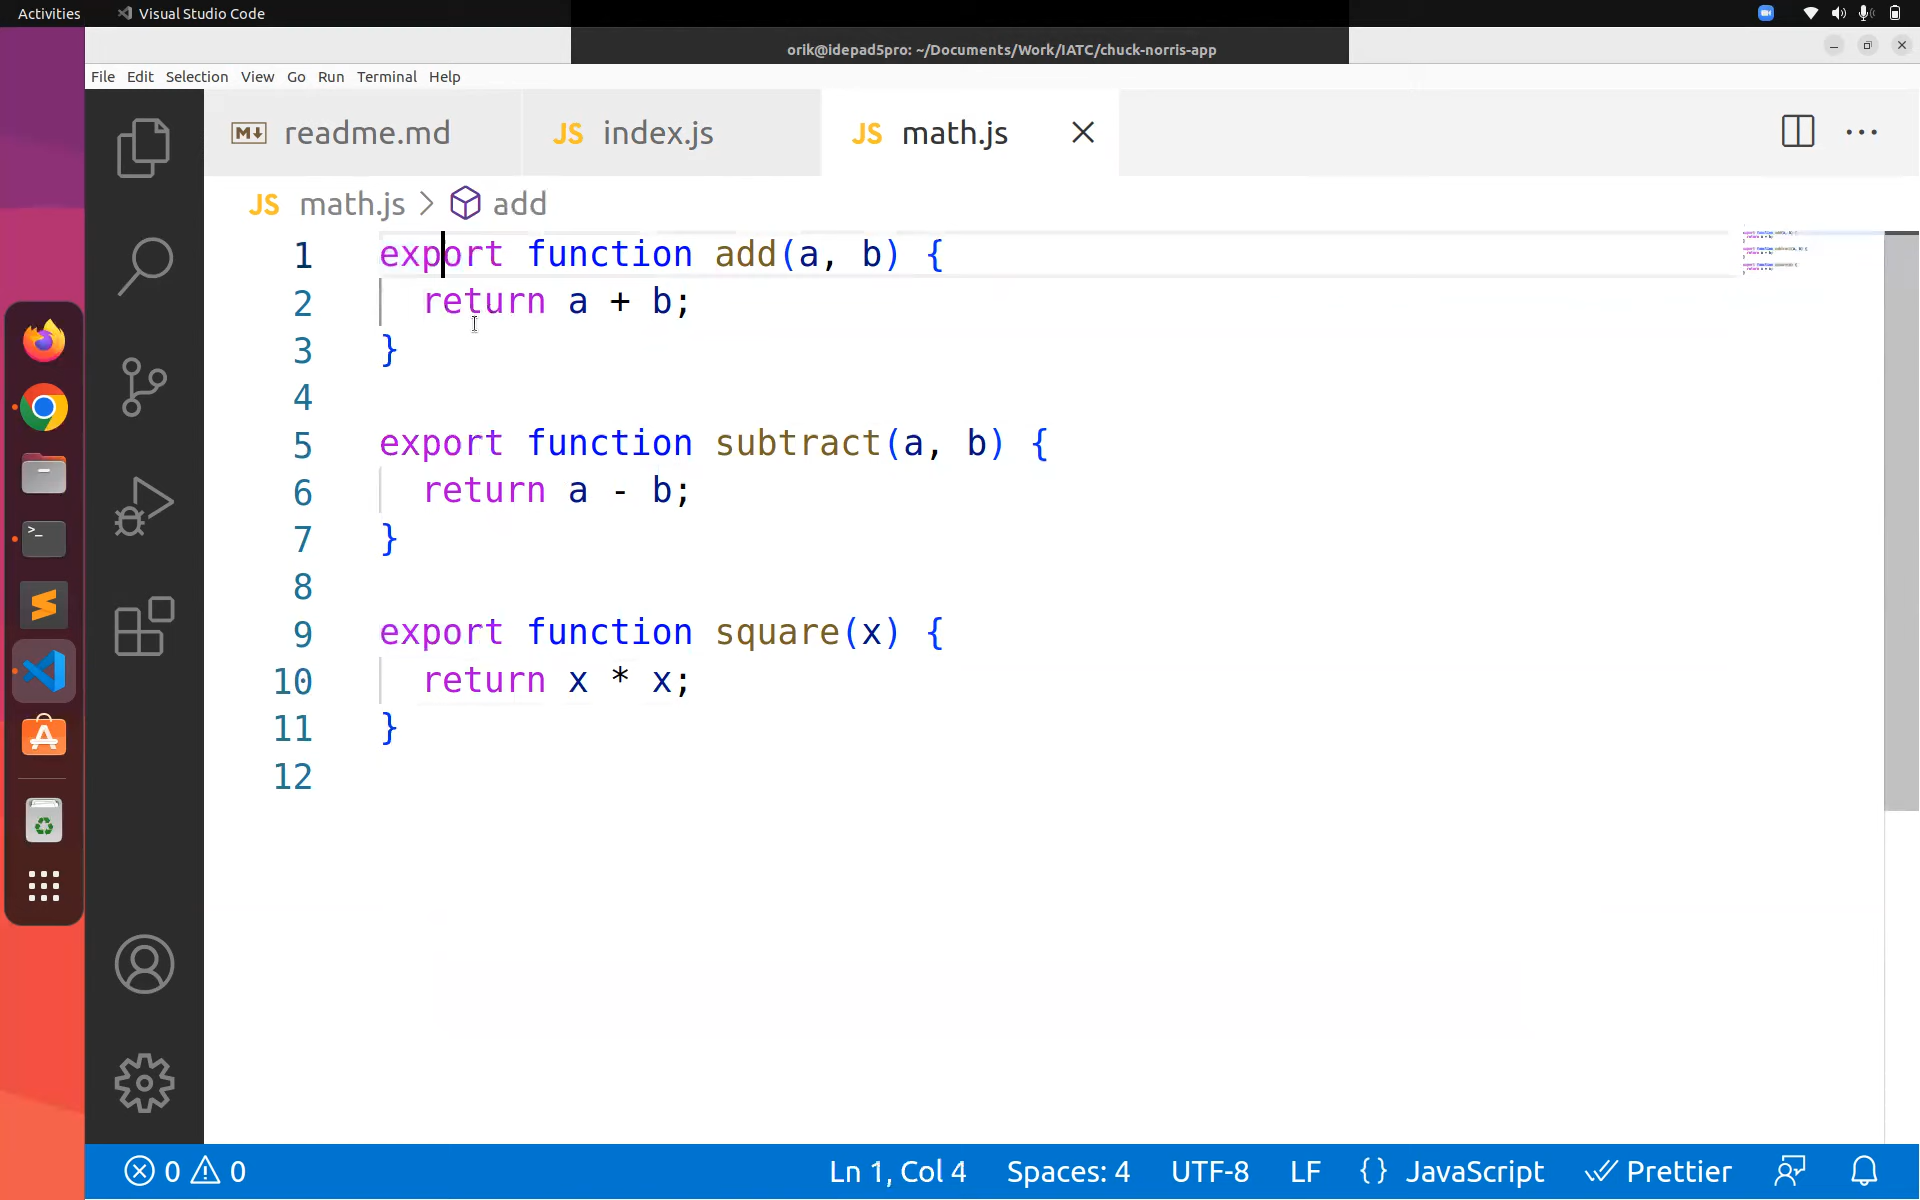 Activities
Visual Studio Code
orik@idepad5pro: ~/Documents/Work/IATC/chuck-norris-app
File Edit Selection View Go Run Terminal Help
M↓ readme.md
JS index.js
JS math.js
JS math.js > add
1 export function add(a, b) {
2 return a + b;
3 }
4
5 export function subtract(a, b) {
6 return a - b;
7 }
8
9 export function square(x) {
10 return x * x;
11 }
12
0 0 Ln 1, Col 4 Spaces: 4 UTF-8 LF {} JavaScript Prettier